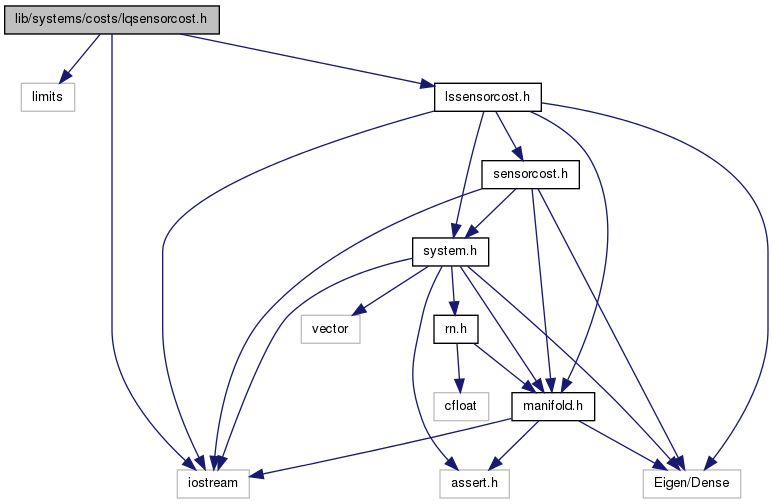 lib/systems/costs/lqsensorcost.h
limits
lssensorcost.h
sensorcost.h
system.h
vector
rn.h
cfloat
manifold.h
iostream
assert.h
Eigen/Dense